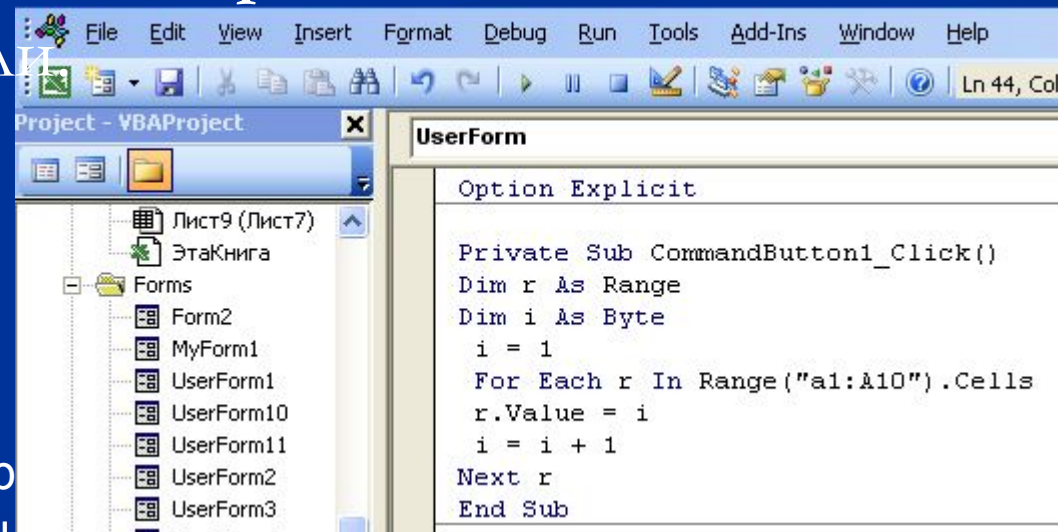 File Edit View Insert Format Debug Run Tools Add-Ins Window Help
Ln 44, Col
Project - VBAProject
UserForm
Лист9 (Лист7)
ЭтаКнига
Forms
Form2
MyForm1
UserForm1
UserForm10
UserForm11
UserForm2
UserForm3
Option Explicit
Private Sub CommandButton1_Click()
Dim r As Range
Dim i As Byte
i = 1
For Each r In Range("a1:A10").Cells
r.Value = i
i = i + 1
Next r
End Sub